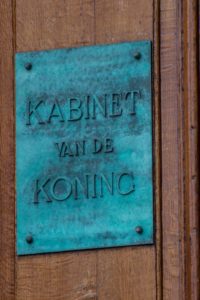 KABINET
VAN DE
KONING